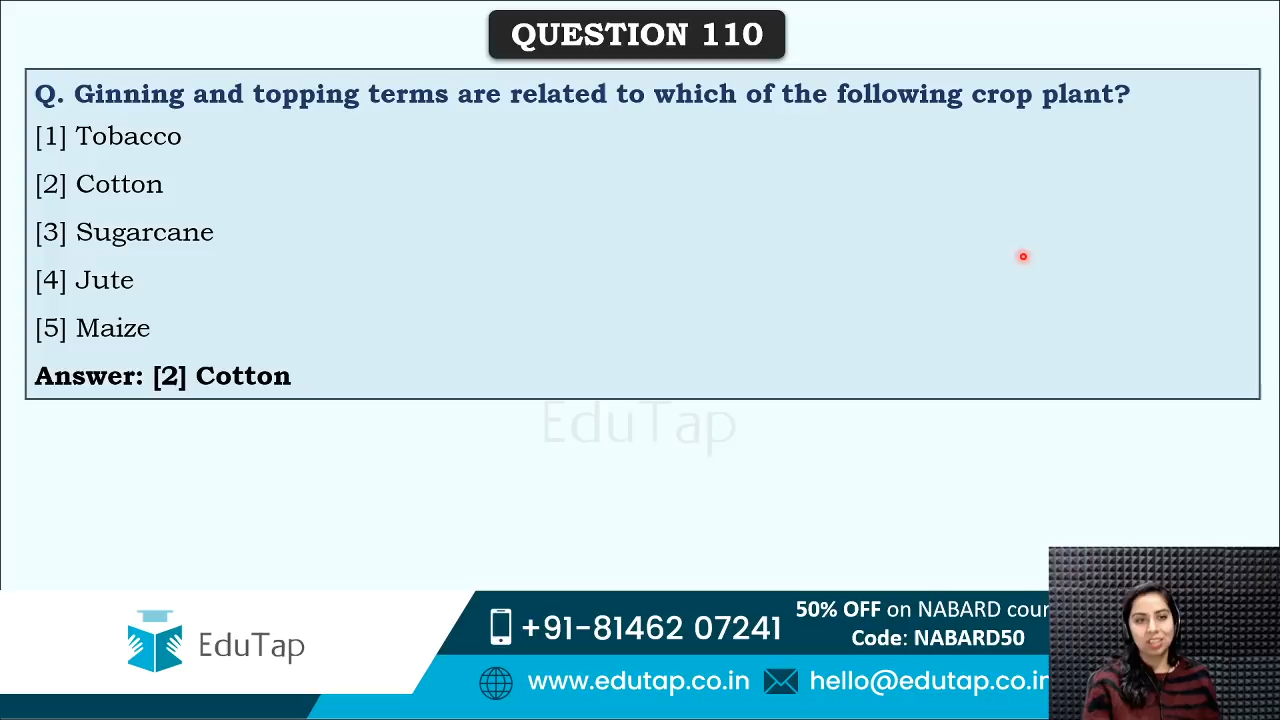 QUESTION 110
Q. Ginning and topping terms are related to which of the following crop plant?
[1] Tobacco
[2] Cotton
[3] Sugarcane
[4] Jute
[5] Maize
Answer: [2] Cotton
EduTap
EduTap
+91-81462 07241
50% OFF on NABARD cour
Code: NABARD50
www.edutap.co.in
hello@edutap.co.in